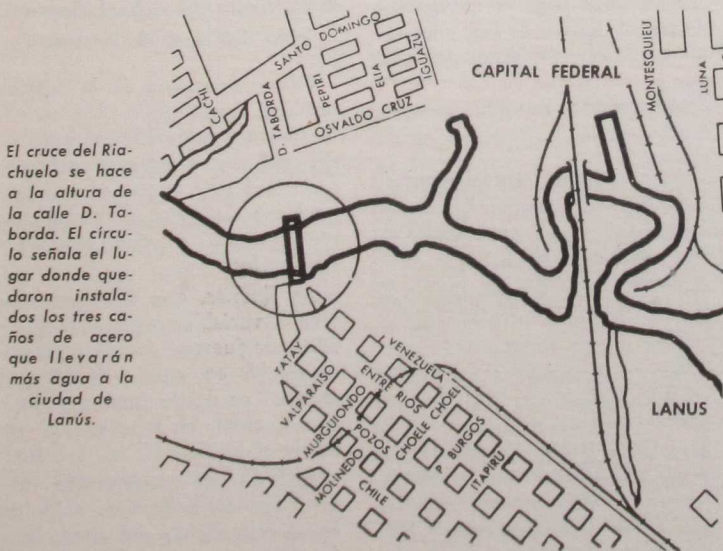 El cruce del Ria-
chuelo se hace
a la altura de
la calle D. Ta-
borda. El círcu-
lo señala el lu-
gar donde que-
daron instala-
dos los tres ca-
ños de acero
que llevarán
más agua a la
ciudad de
Lanús.
CACHI
SANTO DOMINGO
D. TABORDA
PEPIRI
ELIA
IGUAZU
OSVALDO CRUZ
CAPITAL FEDERAL
MONTESQUIEU
LUNA
YATAY
VALPARAISO
MURGUIONDO
MOLINEDO
VENEZUELA
ENTRE RIOS
CHOELE CHOEL
POZOS
CHILE
P. BURGOS
ITAPIRU
LANUS